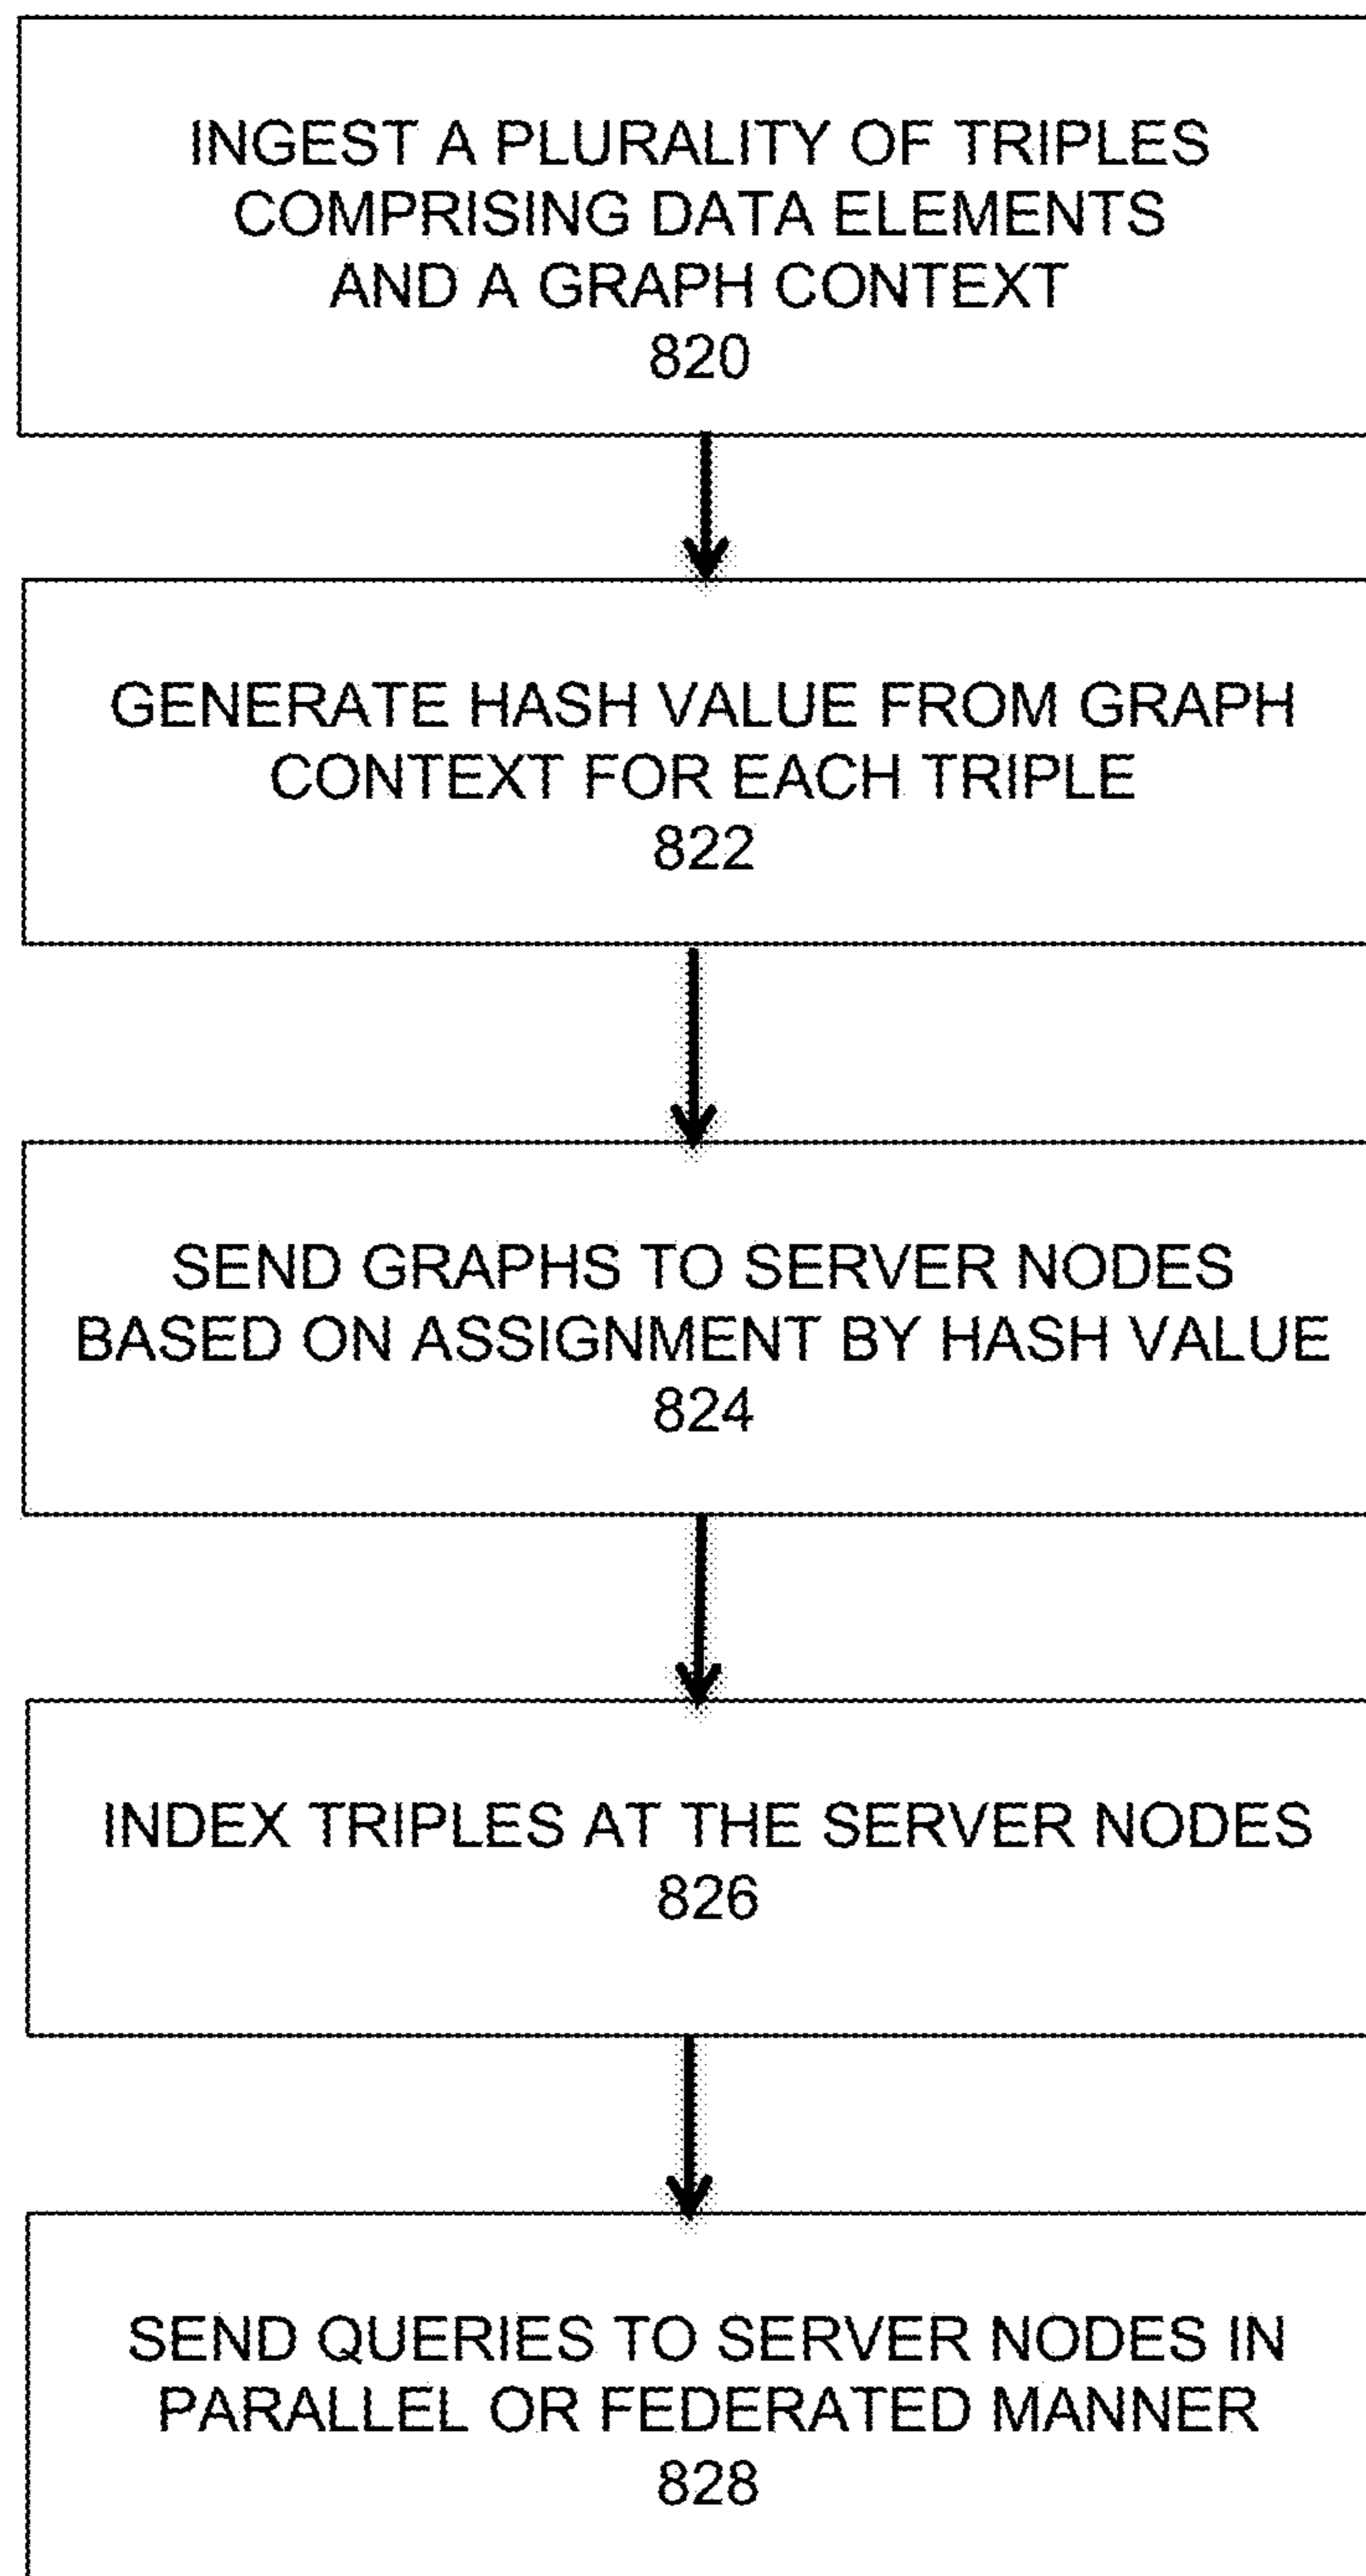 INGEST A PLURALITY OF TRIPLES
COMPRISING DATA ELEMENTS
AND A GRAPH CONTEXT
820
GENERATE HASH VALUE FROM GRAPH
CONTEXT FOR EACH TRIPLE
822
SEND GRAPHS TO SERVER NODES
BASED ON ASSIGNMENT BY HASH VALUE
824
INDEX TRIPLES AT THE SERVER NODES
826
SEND QUERIES TO SERVER NODES IN
PARALLEL OR FEDERATED MANNER
828